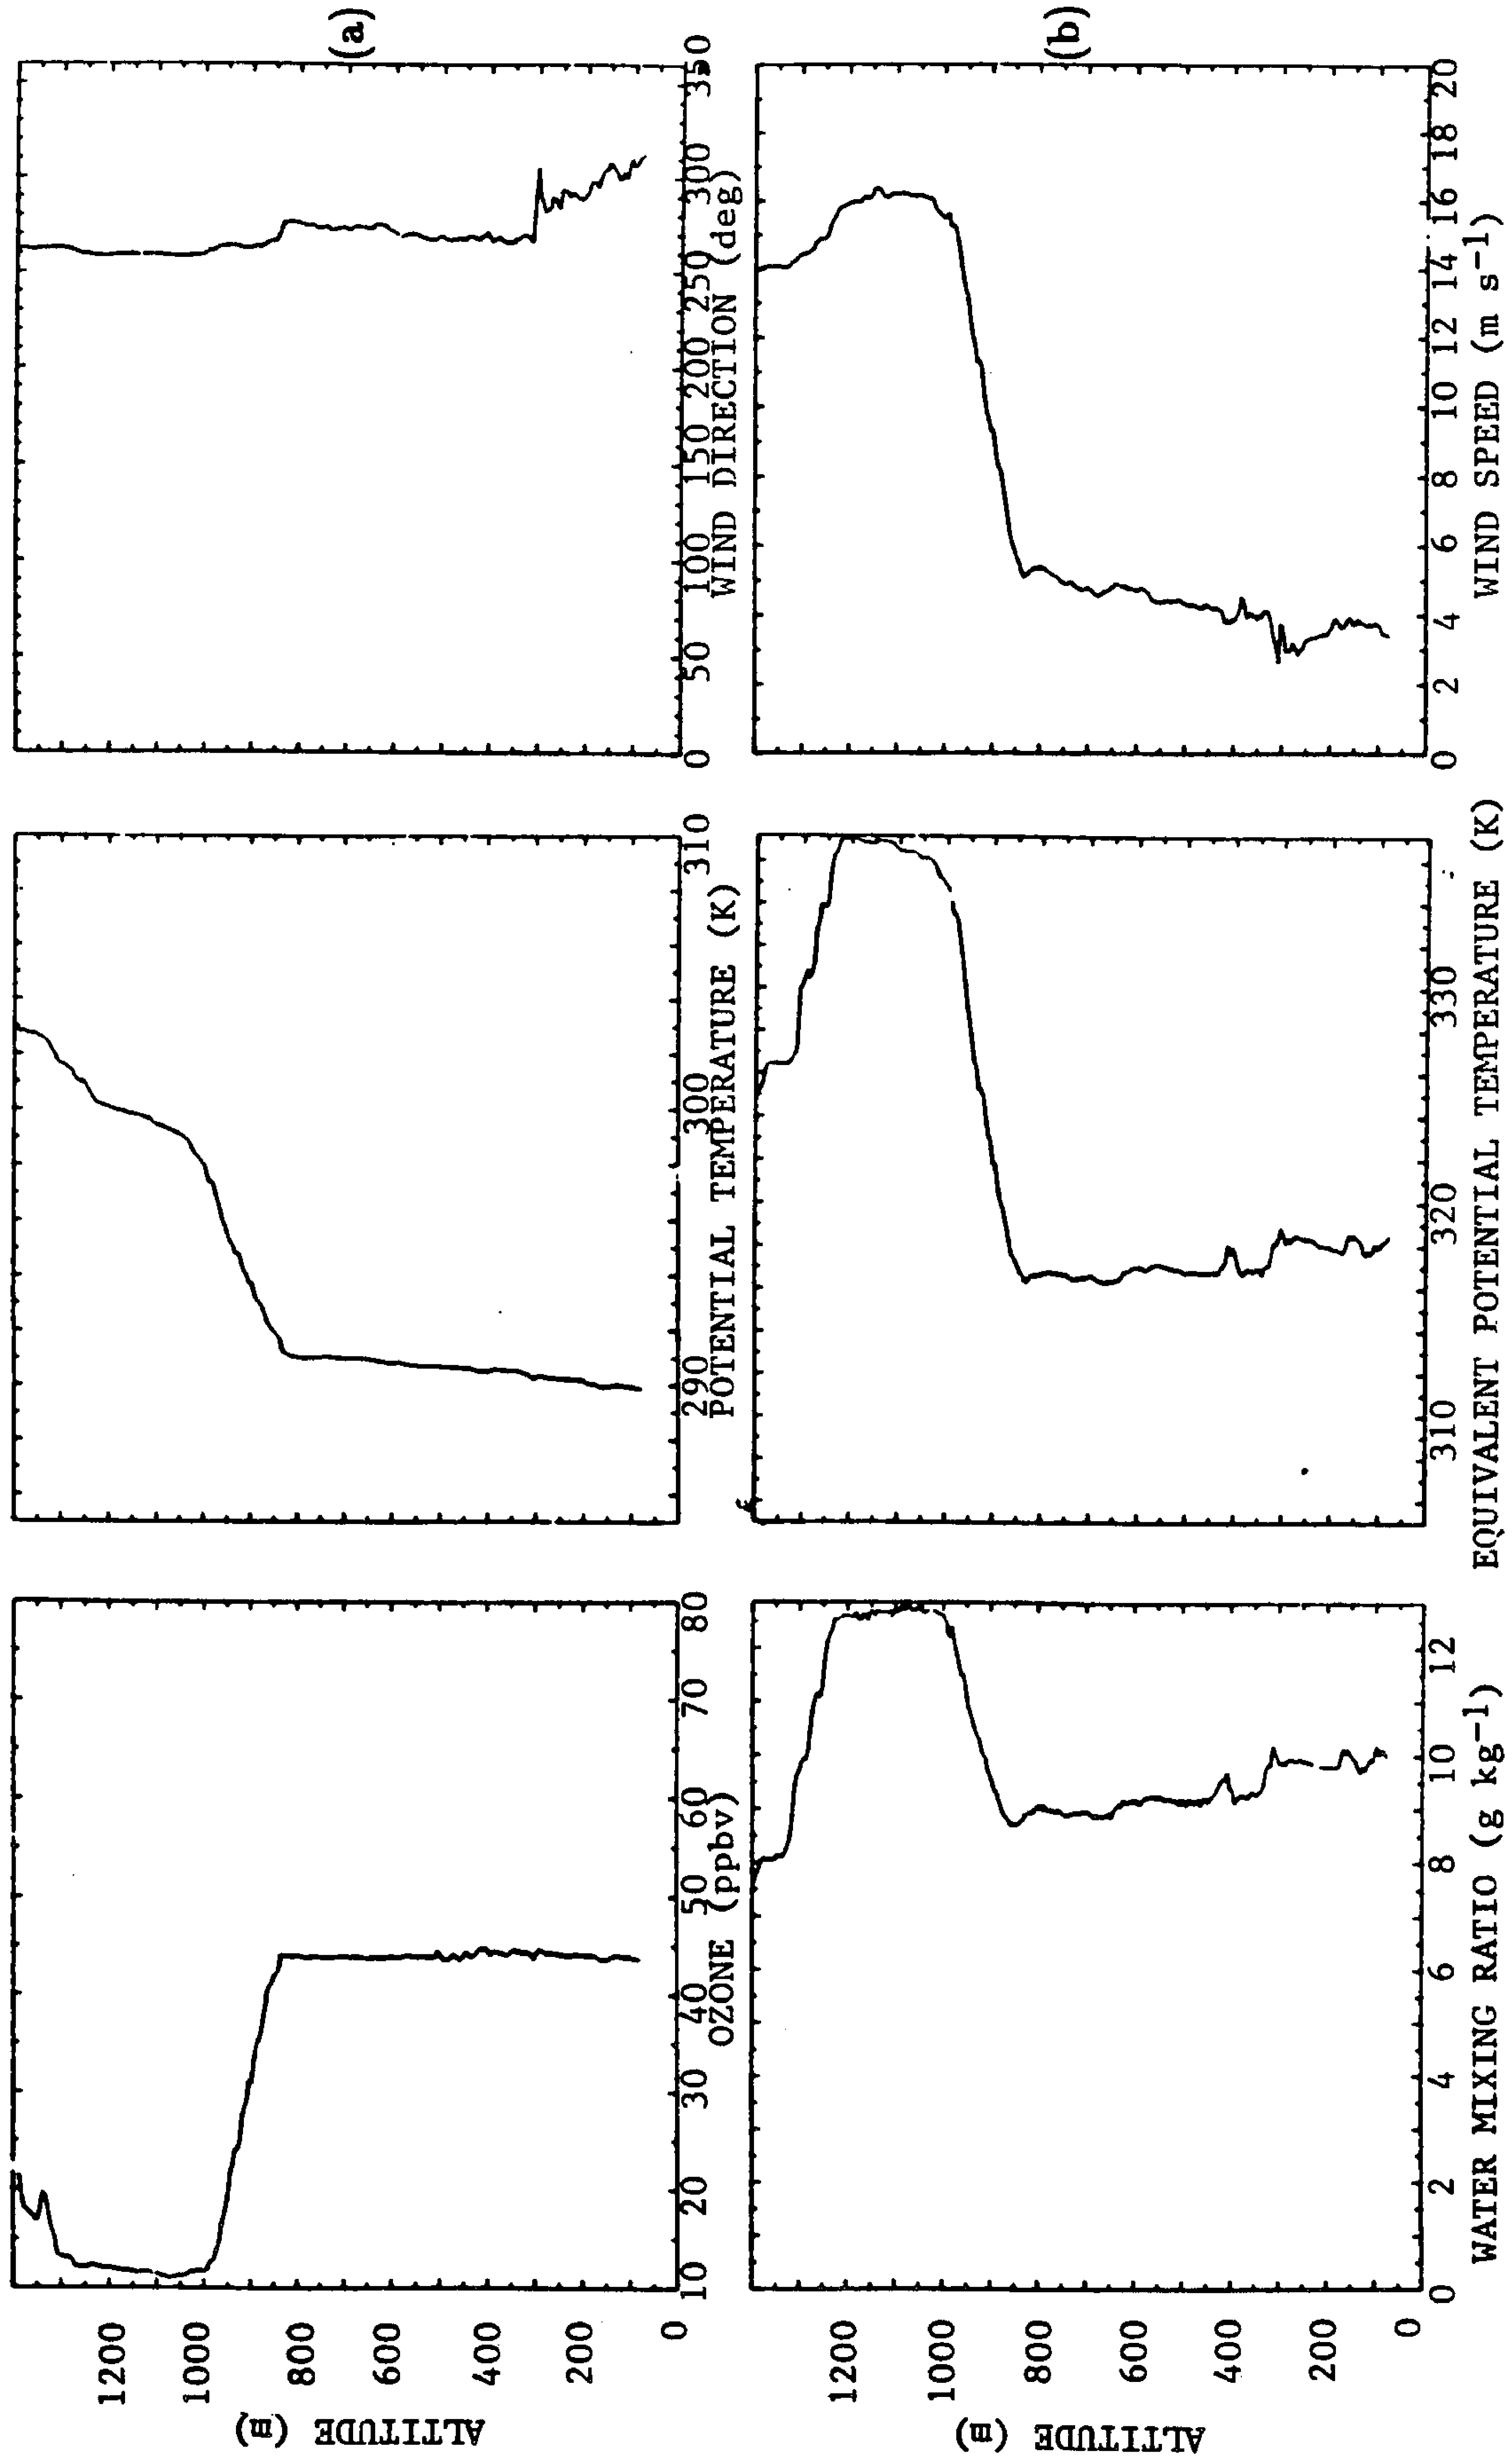 (a)
ALTITUDE (m)
1200
1000
800
600
400
200
0
10 20 30 40 50 60 70 80
OZONE (ppbv)
290 300 310
POTENTIAL TEMPERATURE (K)
0 50 100 150 200 250 300 350
WIND DIRECTION (deg)
(b)
ALTITUDE (m)
1200
1000
800
600
400
200
0
0 2 4 6 8 10 12
WATER MIXING RATIO (g kg⁻¹)
310 320 330
EQUIVALENT POTENTIAL TEMPERATURE (K)
0 2 4 6 8 10 12 14 16 18 20
WIND SPEED (m s⁻¹)